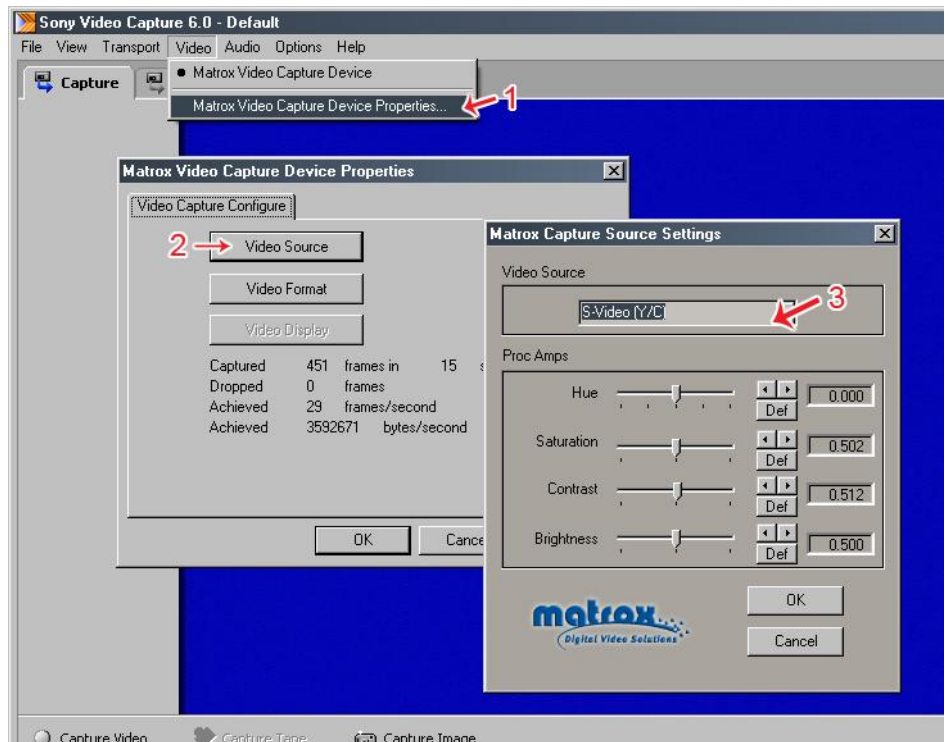 Sony Video Capture 6.0 - Default
File View Transport Video Audio Options Help
Capture
Matrox Video Capture Device
Matrox Video Capture Device Properties...
1
Matrox Video Capture Device Properties
Video Capture Configure
2
Video Source
Video Format
Video Display
Captured 451 frames in 15
Dropped 0 frames
Achieved 29 frames/second
Achieved 3592671 bytes/second
OK
Matrox Capture Source Settings
Video Source
S-Video (Y/C)
3
Proc Amps
Hue Def 0.000
Saturation Def 0.502
Contrast Def 0.512
Brightness Def 0.500
matrox
Digital Video Solutions
OK
Cancel
Capture Video Capture Tape Capture Image